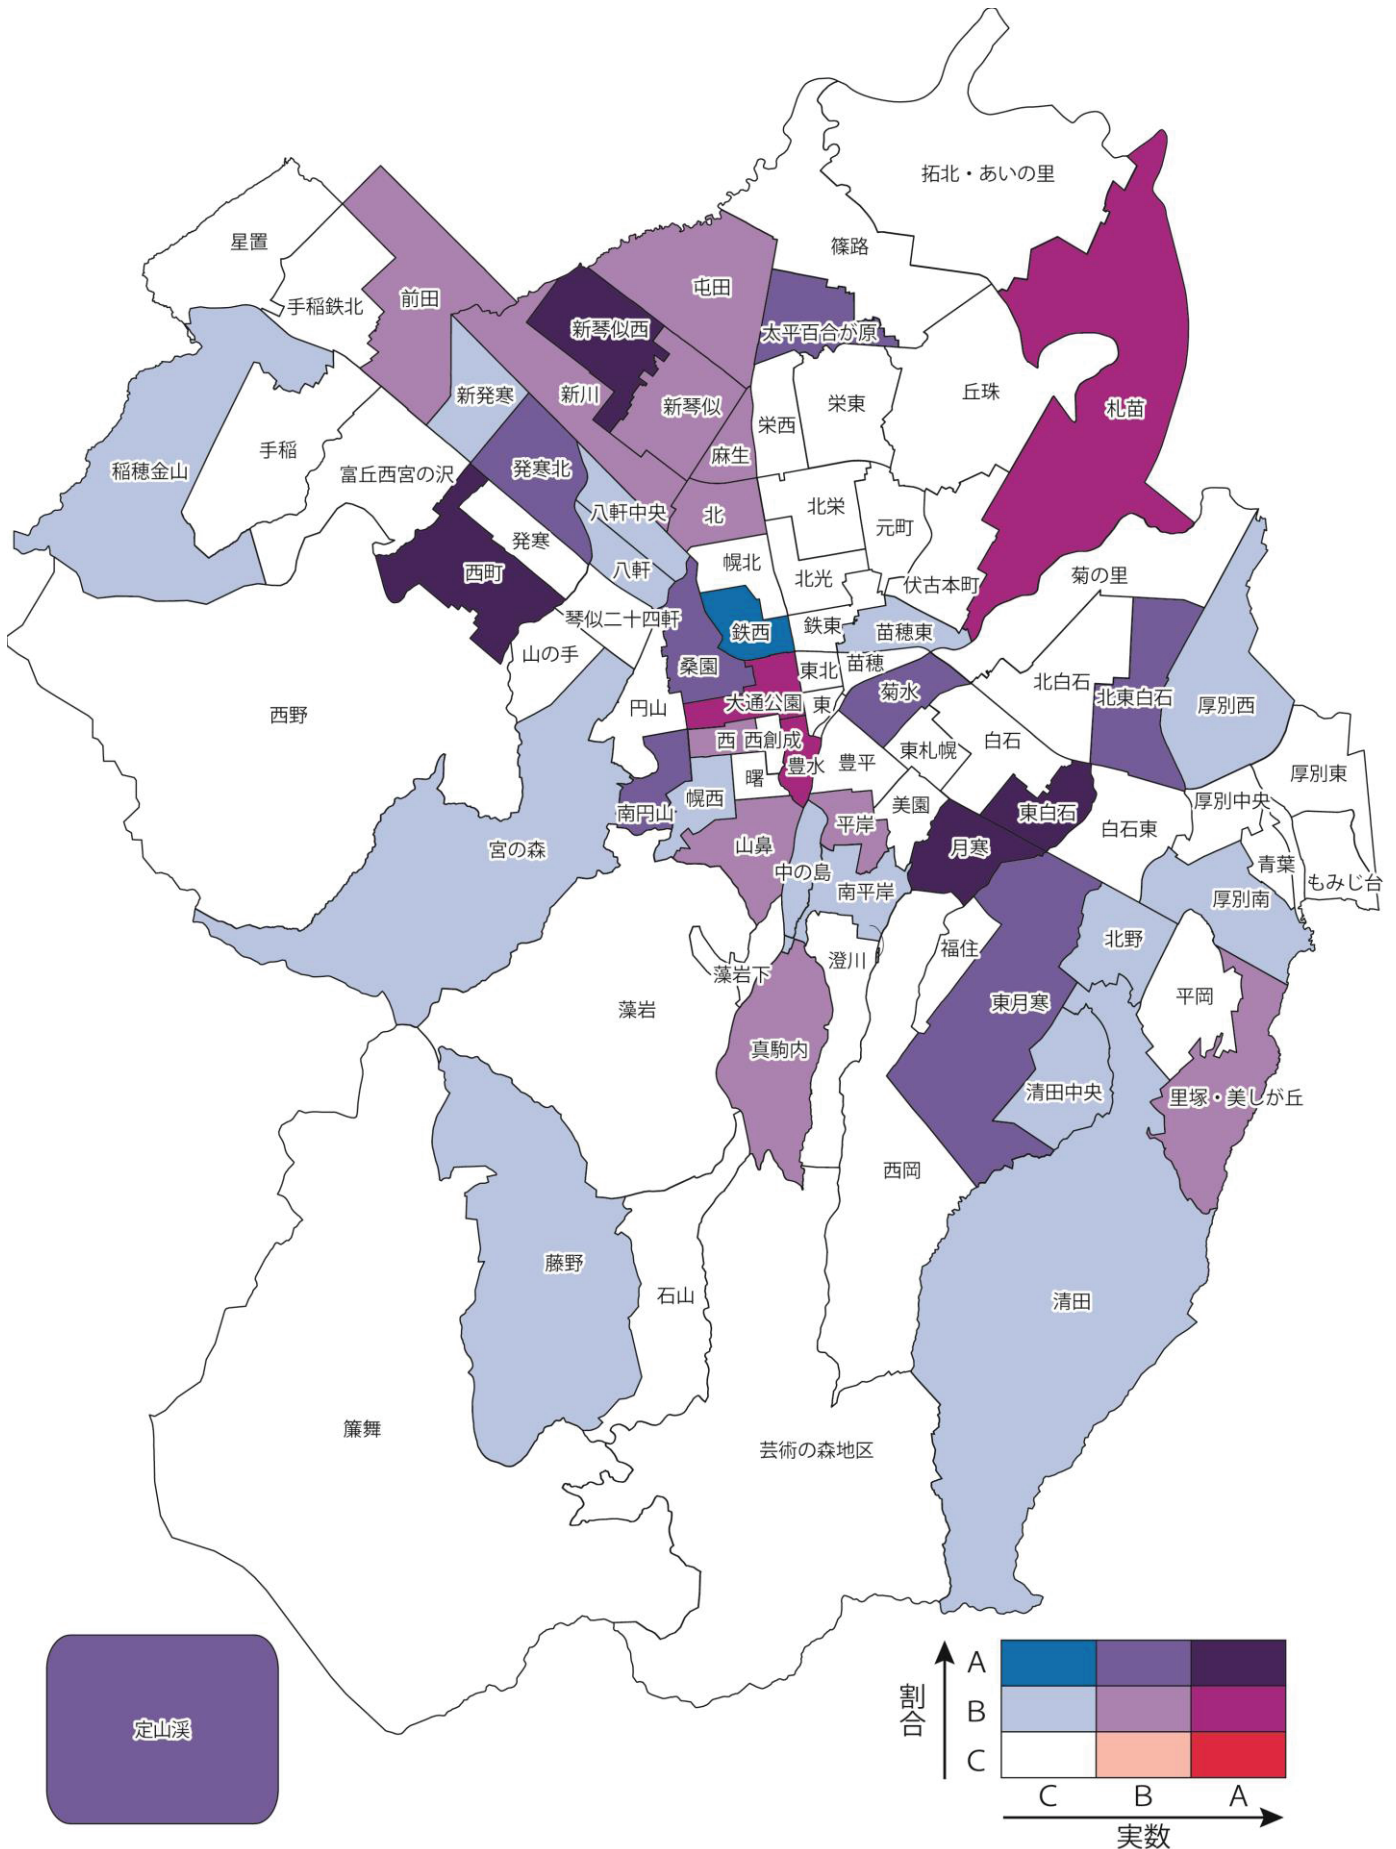 拓北・あいの里
星置
篠路
手稲鉄北
前田
屯田
新琴似西
太平百合が原
新発寒
新川
新琴似
栄西
栄東
丘珠
札苗
手稲
麻生
稲穂金山
富丘西宮の沢
発寒北
八軒中央
北
北栄
元町
発寒
西町
八軒
幌北
北光
伏古本町
菊の里
琴似二十四軒
鉄西
鉄東
苗穂東
山の手
桑園
東北
苗穂
北白石
菊水
北東白石
厚別西
西野
円山
大通公園
東
西
西創成
豊水
豊平
東札幌
白石
厚別東
曙
幌西
南円山
美園
平岸
東白石
白石東
厚別中央
宮の森
山鼻
月寒
中の島
南平岸
青葉
もみじ台
厚別南
北野
福住
澄川
藻岩下
藻岩
東月寒
平岡
真駒内
清田中央
里塚・美しが丘
西岡
藤野
石山
清田
簾舞
芸術の森地区
定山渓
割合
A
B
C
C B A
実数